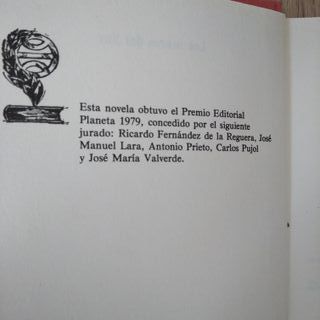 Esta novela obtuvo el Premio Editorial
Planeta 1979, concedido por el siguiente
jurado: Ricardo Fernández de la Reguera, José
Manuel Lara, Antonio Prieto, Carlos Pujol
y José María Valverde.